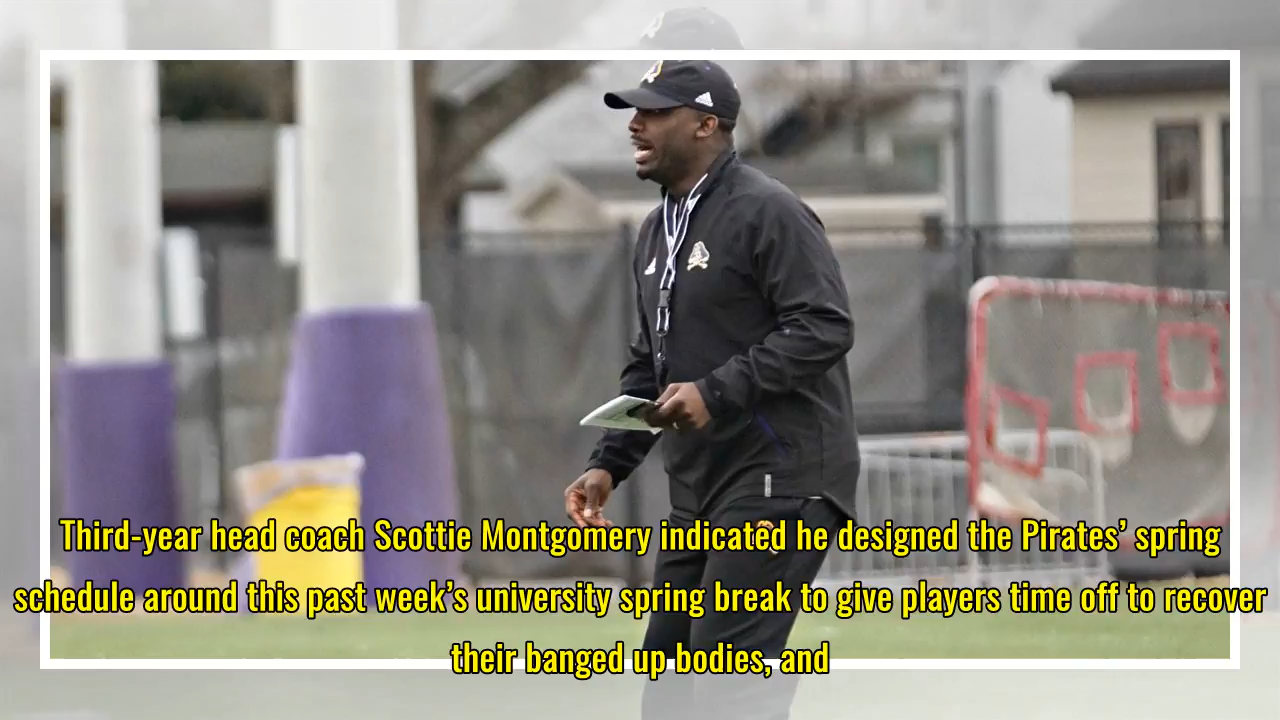 Third-year head coach Scottie Montgomery indicated he designed the Pirates’ spring
schedule around this past week’s university spring break to give players time off to recover
their banged up bodies, and